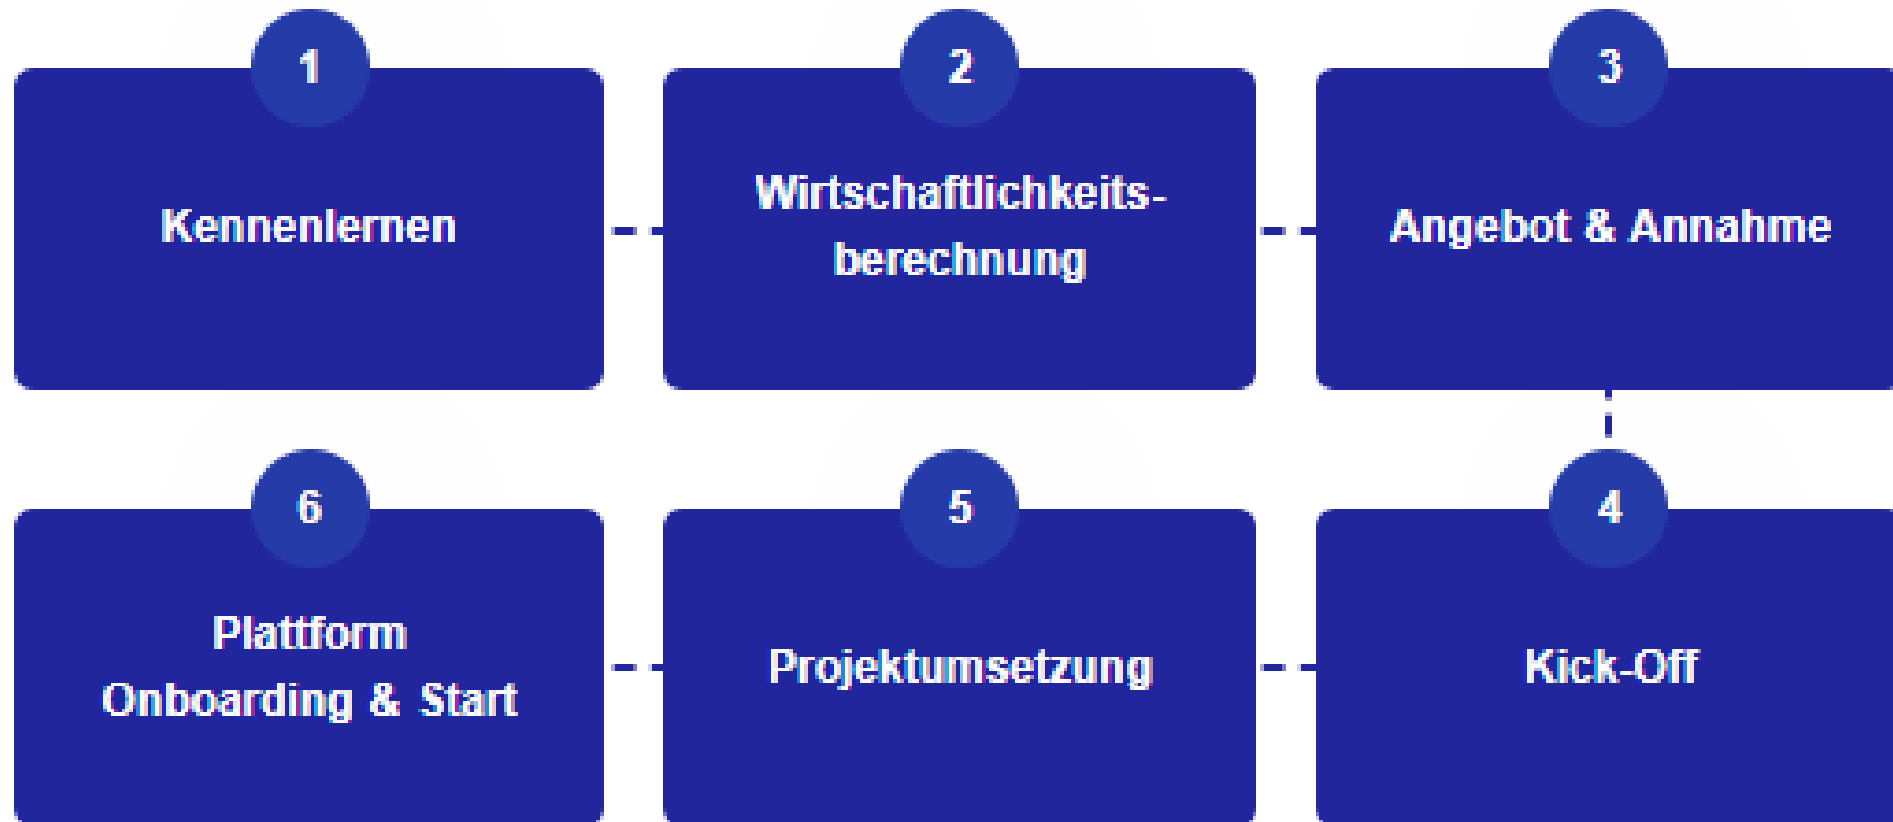 1
Kennenlernen
2
Wirtschaftlichkeits-
berechnung
3
Angebot & Annahme
4
Kick-Off
5
Projektumsetzung
6
Plattform
Onboarding & Start